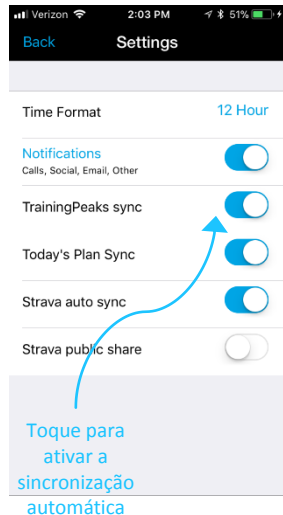 Verizon 2:03 PM 51%
Back Settings
Time Format 12 Hour
Notifications
Calls, Social, Email, Other
TrainingPeaks sync
Today's Plan Sync
Strava auto sync
Strava public share
Toque para
ativar a
sincronização
automática